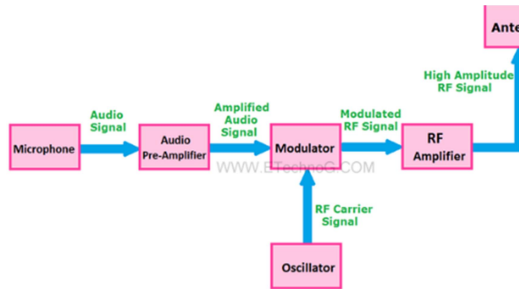 Ante
High Amplitude
RF Signal
Audio
Signal
Amplified
Audio
Signal
Modulated
RF Signal
Microphone
Audio
Pre-Amplifier
Modulator
RF
Amplifier
WWW.ETechnoG.COM
RF Carrier
Signal
Oscillator